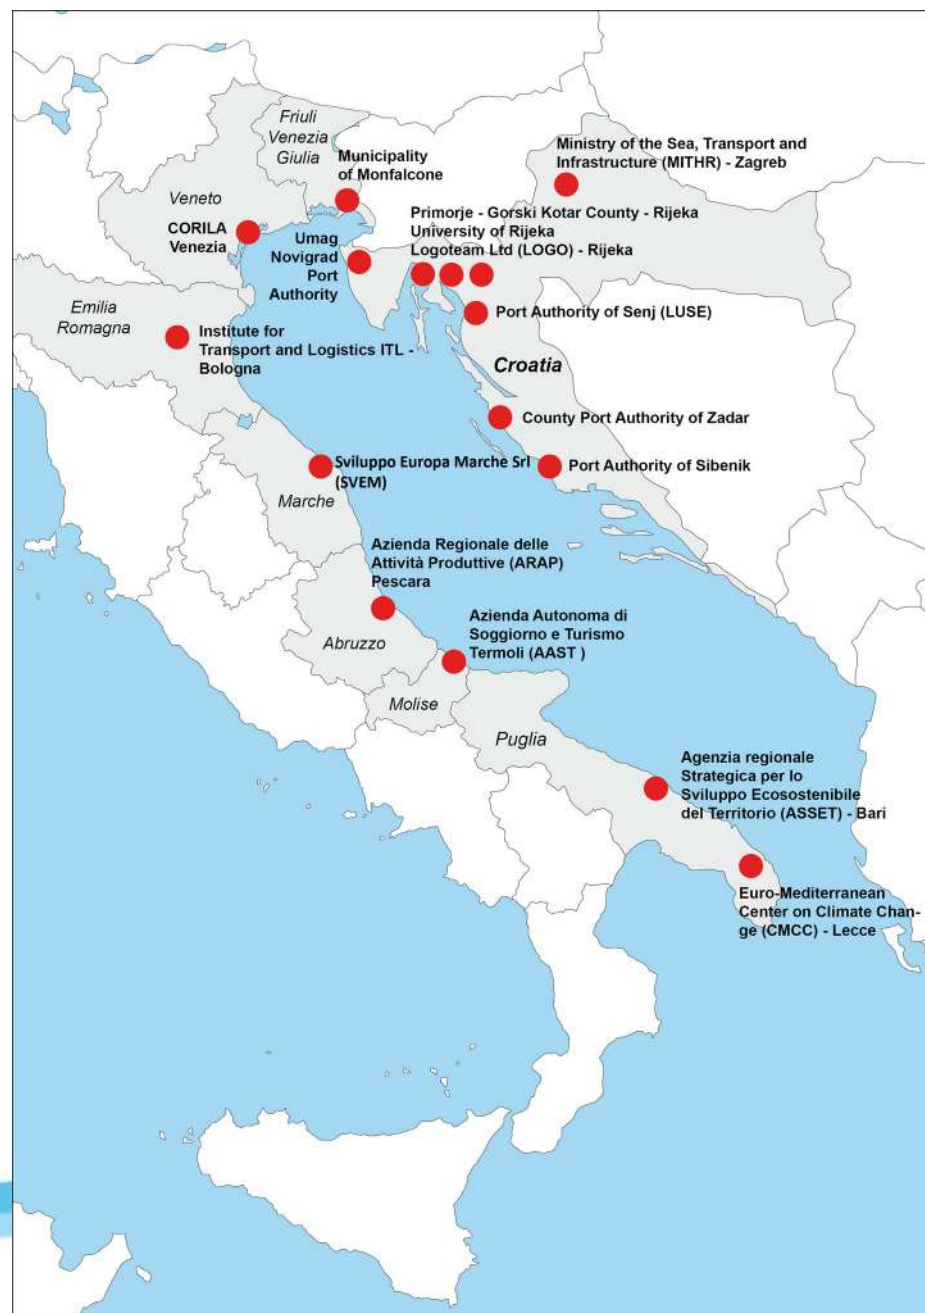 Friuli
Venezia
Giulia
Municipality
of Monfalcone
Ministry of the Sea, Transport and
Infrastructure (MITHR) - Zagreb
Veneto
CORILA
Venezia
Umag
Novigrad
Port
Authority
Primorje - Gorski Kotar County - Rijeka
University of Rijeka
Logoteam Ltd (LOGO) - Rijeka
Emilia
Romagna
Institute for
Transport and Logistics ITL -
Bologna
Port Authority of Senj (LUSE)
Croatia
County Port Authority of Zadar
Port Authority of Sibenik
Sviluppo Europa Marche Srl
(SVEM)
Marche
Azienda Regionale delle
Attività Produttive (ARAP)
Pescara
Abruzzo
Azienda Autonoma di
Soggiorno e Turismo
Termoli (AAST )
Molise
Puglia
Agenzia regionale
Strategica per lo
Sviluppo Ecosostenibile
del Territorio (ASSET) - Bari
Euro-Mediterranean
Center on Climate Chan-
ge (CMCC) - Lecce